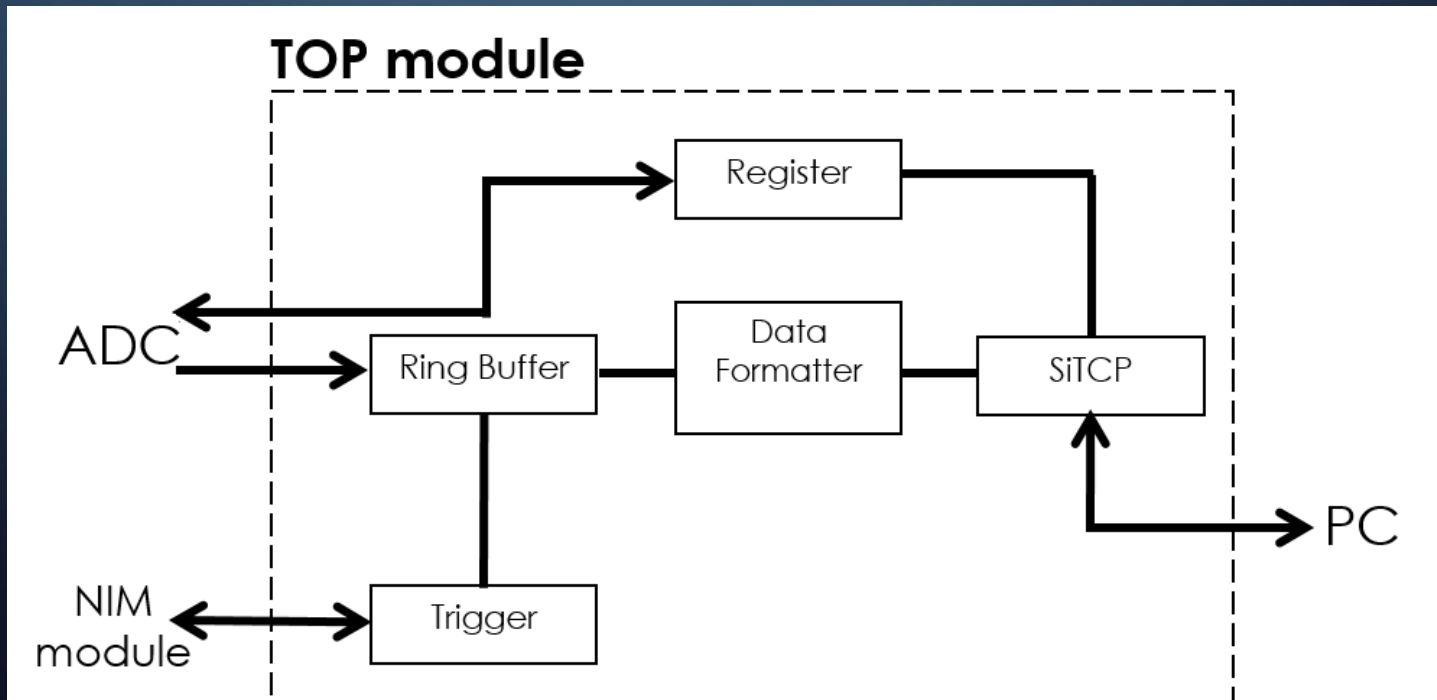 TOP module
Register
ADC
Ring Buffer
Data
Formatter
SiTCP
PC
NIM
module
Trigger